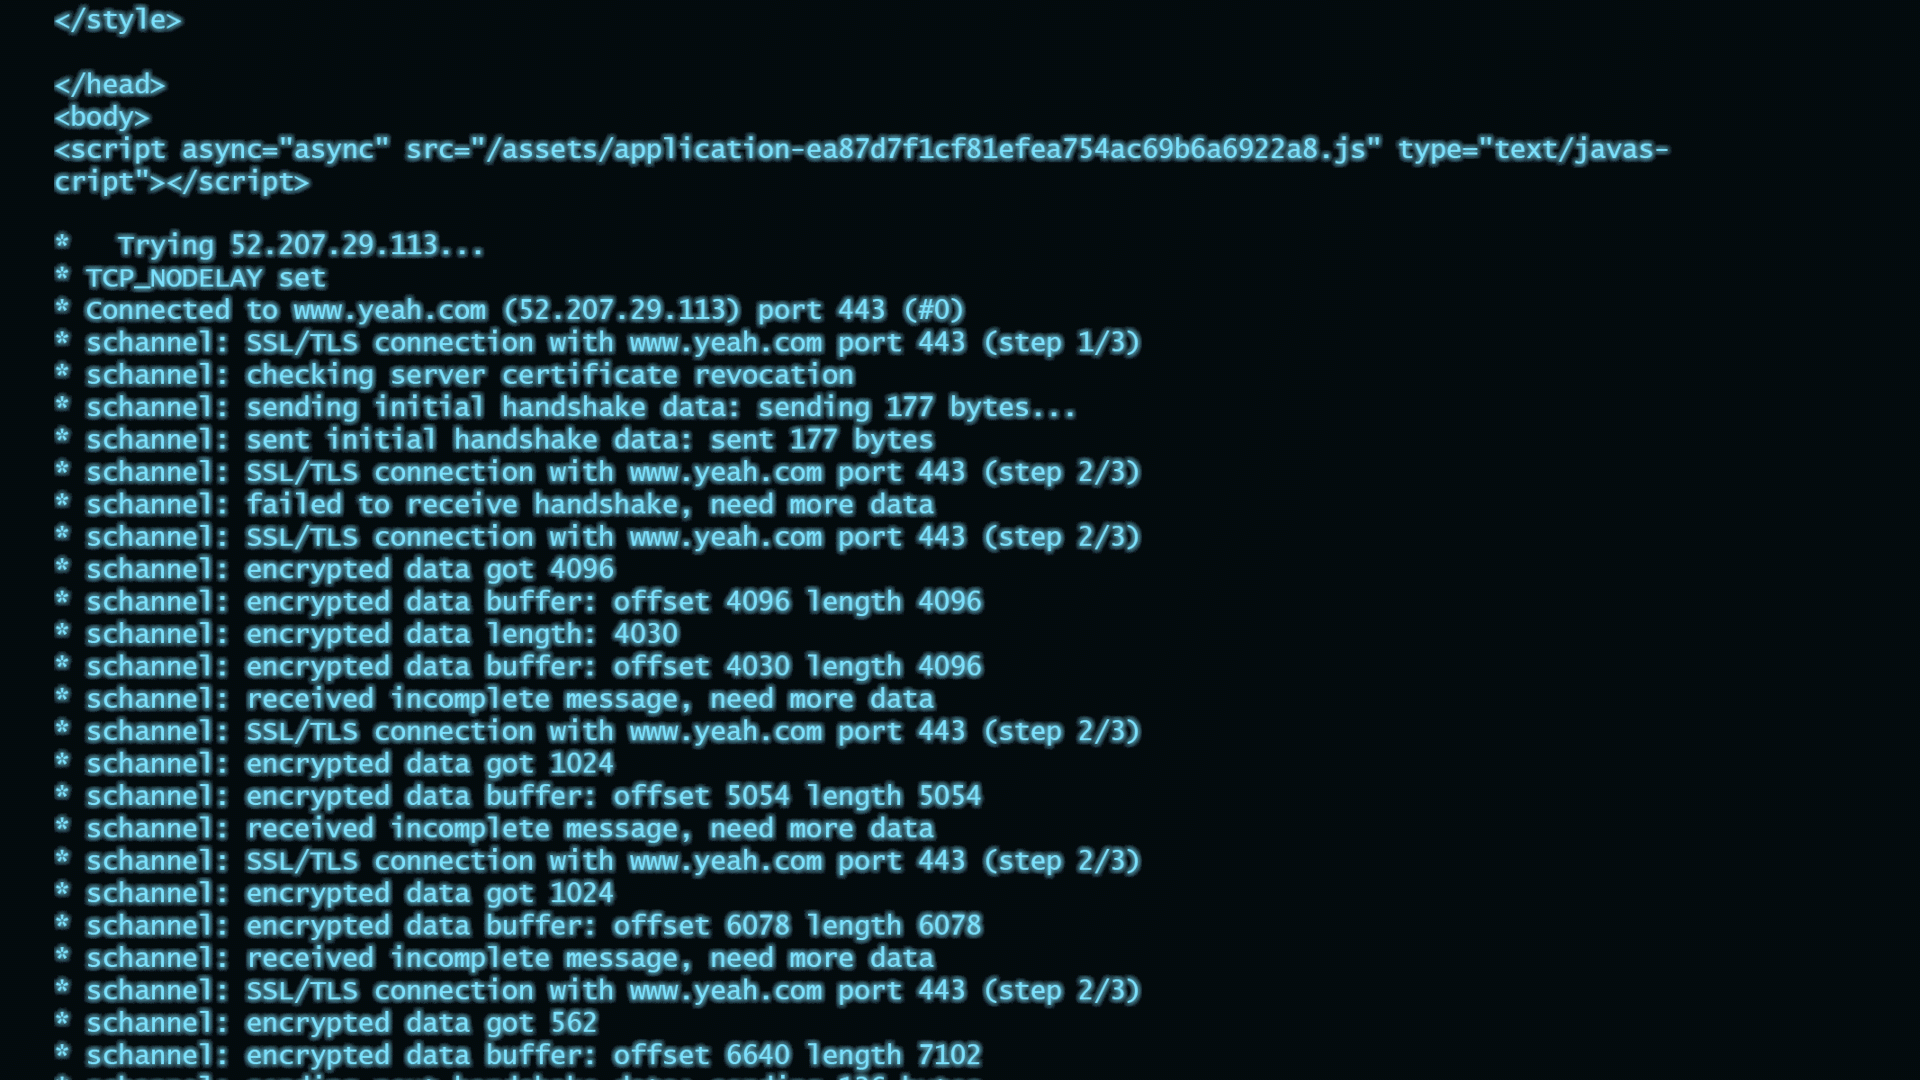 </style>
</head>
<body>
<script async="async" src="/assets/application-ea87d7f1cf81efea754ac69b6a6922a8.js" type="text/javas-
cript"></script>
*   Trying 52.207.29.113...
* TCP_NODELAY set
* Connected to www.yeah.com (52.207.29.113) port 443 (#0)
* schannel: SSL/TLS connection with www.yeah.com port 443 (step 1/3)
* schannel: checking server certificate revocation
* schannel: sending initial handshake data: sending 177 bytes...
* schannel: sent initial handshake data: sent 177 bytes
* schannel: SSL/TLS connection with www.yeah.com port 443 (step 2/3)
* schannel: failed to receive handshake, need more data
* schannel: SSL/TLS connection with www.yeah.com port 443 (step 2/3)
* schannel: encrypted data got 4096
* schannel: encrypted data buffer: offset 4096 length 4096
* schannel: encrypted data length: 4030
* schannel: encrypted data buffer: offset 4030 length 4096
* schannel: received incomplete message, need more data
* schannel: SSL/TLS connection with www.yeah.com port 443 (step 2/3)
* schannel: encrypted data got 1024
* schannel: encrypted data buffer: offset 5054 length 5054
* schannel: received incomplete message, need more data
* schannel: SSL/TLS connection with www.yeah.com port 443 (step 2/3)
* schannel: encrypted data got 1024
* schannel: encrypted data buffer: offset 6078 length 6078
* schannel: received incomplete message, need more data
* schannel: SSL/TLS connection with www.yeah.com port 443 (step 2/3)
* schannel: encrypted data got 562
* schannel: encrypted data buffer: offset 6640 length 7102